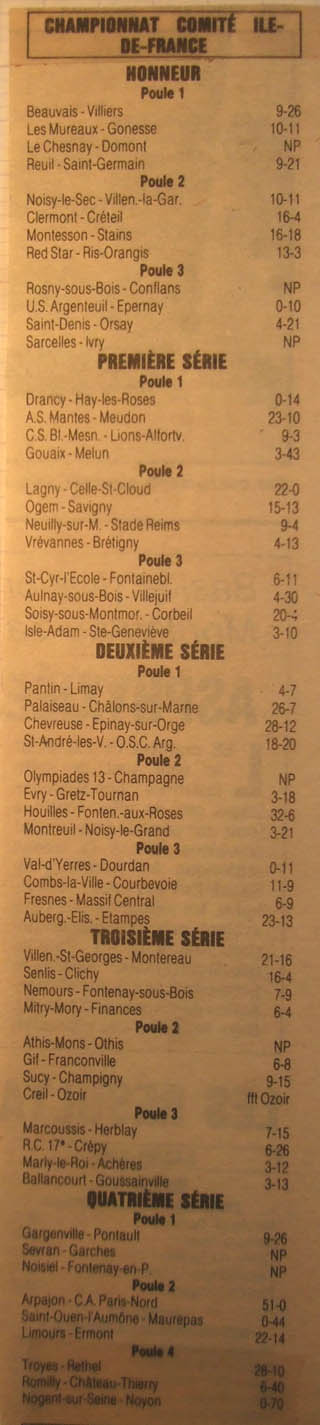 CHAMPIONNAT COMITÉ ILE-
DE-FRANCE
HONNEUR
Poule 1
Beauvais - Villiers 9-26
Les Mureaux - Gonesse 10-11
Le Chesnay - Domont NP
Reuil - Saint-Germain 9-21
Poule 2
Noisy-le-Sec - Villen.-la-Gar. 10-11
Clermont - Créteil 16-4
Montesson - Stains 16-18
Red Star - Ris-Orangis 13-3
Poule 3
Rosny-sous-Bois - Conflans NP
U.S. Argenteuil - Epernay 0-10
Saint-Denis - Orsay 4-21
Sarcelles - Ivry NP
PREMIÈRE SÉRIE
Poule 1
Drancy - Hay-les-Roses 0-14
A.S. Mantes - Meudon 23-10
C.S. Bl.-Mesn. - Lions-Alfortv. 9-3
Gouaix - Melun 3-43
Poule 2
Lagny - Celle-St-Cloud 22-0
Ogem - Savigny 15-13
Neuilly-sur-M. - Stade Reims 9-4
Vrévannes - Brétigny 4-13
Poule 3
St-Cyr-l'Ecole - Fontainebl. 6-11
Aulnay-sous-Bois - Villejuif 4-30
Soisy-sous-Montmor. - Corbeil 20-4
Isle-Adam - Ste-Geneviève 3-10
DEUXIÈME SÉRIE
Poule 1
Pantin - Limay 4-7
Palaiseau - Châlons-sur-Marne 26-7
Chevreuse - Epinay-sur-Orge 28-12
St-André-les-V. - O.S.C. Arg. 18-20
Poule 2
Olympiades 13 - Champagne NP
Evry - Gretz-Tournan 3-18
Houilles - Fonten.-aux-Roses 32-6
Montreuil - Noisy-le-Grand 3-21
Poule 3
Val-d'Yerres - Dourdan 0-11
Combs-la-Ville - Courbevoie 11-9
Fresnes - Massif Central 6-9
Auberg.-Elis. - Etampes 23-13
TROISIÈME SÉRIE
Villen.-St-Georges - Montereau 21-16
Senlis - Clichy 16-4
Nemours - Fontenay-sous-Bois 7-9
Mitry-Mory - Finances 6-4
Poule 2
Athis-Mons - Othis NP
Gif - Franconville 6-8
Sucy - Champigny 9-15
Creil - Ozoir fft Ozoir
Poule 3
Marcoussis - Herblay 7-15
R.C. 17e - Crépy 6-26
Marly-le-Roi - Achères 3-12
Ballancourt - Goussainville 3-13
QUATRIÈME SÉRIE
Poule 1
Gargenville - Pontault 9-26
Sevran - Garches NP
Noisiel - Fontenay-en-P. NP
Poule 2
Arpajon - C.A. Paris-Nord 51-0
Saint-Ouen-l'Aumône - Maurepas 0-44
Limours - Ermont 22-14
Poule 4
Troyes - Rethel 28-10
Romilly - Château-Thierry 6-40
Nogent-sur-Seine - Noyon 0-70